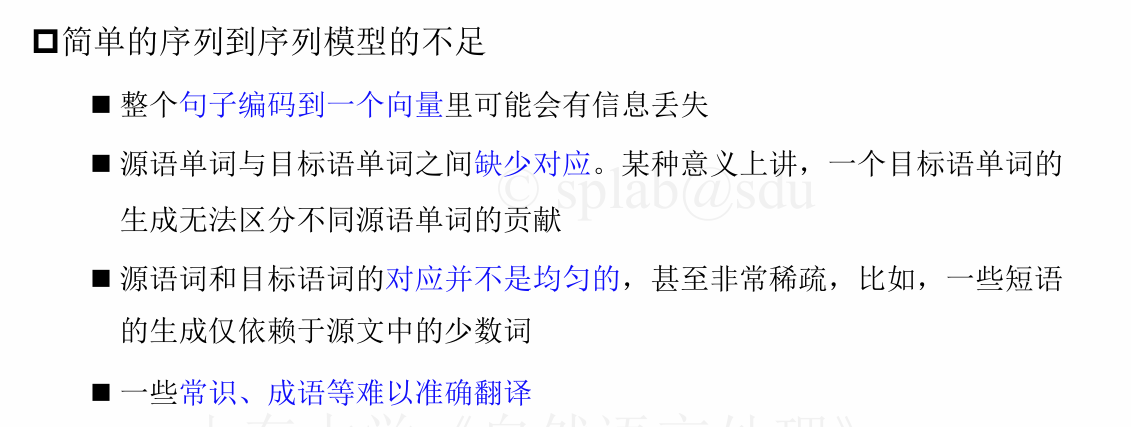 简单的序列到序列模型的不足
整个句子编码到一个向量里可能会有信息丢失
源语单词与目标语单词之间缺少对应。某种意义上讲，一个目标语单词的
© splab@sdu
生成无法区分不同源语单词的贡献
源语词和目标语词的对应并不是均匀的，甚至非常稀疏，比如，一些短语
的生成仅依赖于源文中的少数词
一些常识、成语等难以准确翻译